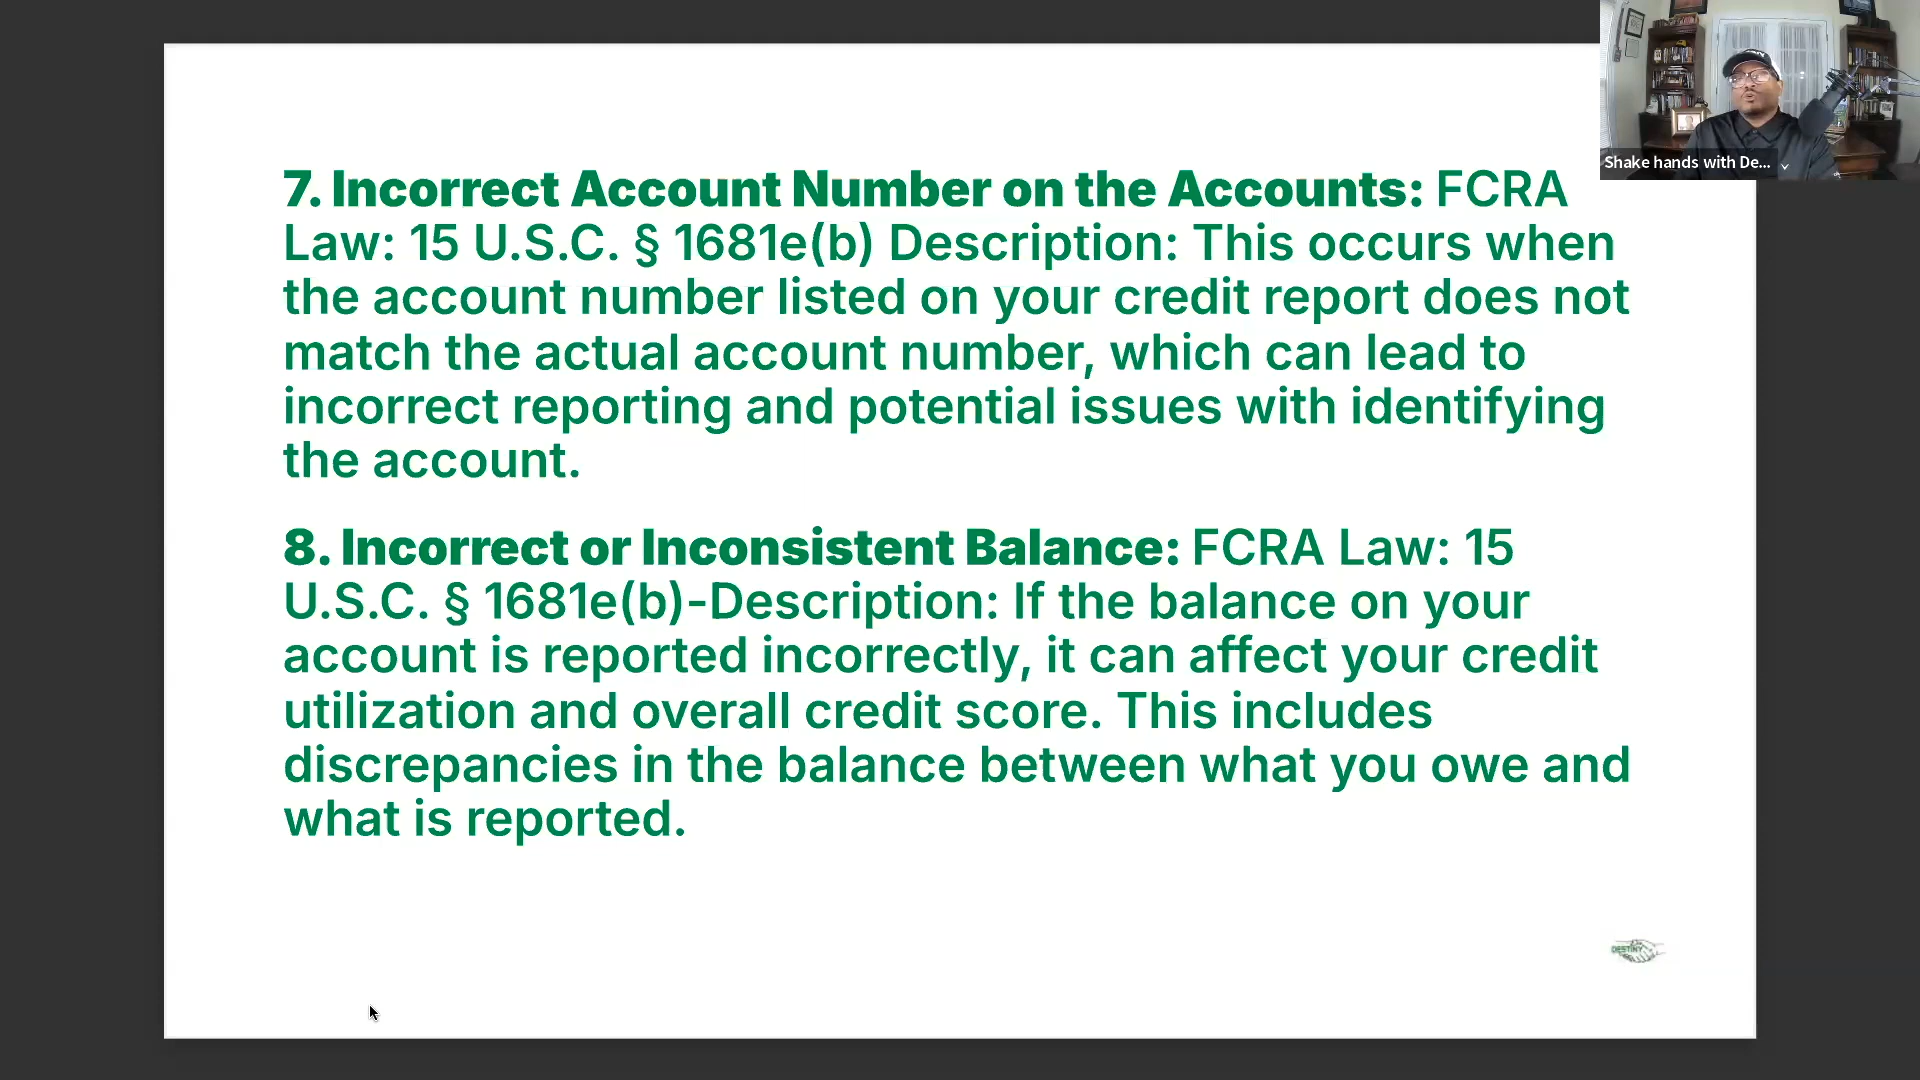 Shake hands with De...
7. Incorrect Account Number on the Accounts: FCRA
Law: 15 U.S.C. § 1681e(b) Description: This occurs when
the account number listed on your credit report does not
match the actual account number, which can lead to
incorrect reporting and potential issues with identifying
the account.
8. Incorrect or Inconsistent Balance: FCRA Law: 15
U.S.C. § 1681e(b)-Description: If the balance on your
account is reported incorrectly, it can affect your credit
utilization and overall credit score. This includes
discrepancies in the balance between what you owe and
what is reported.
DESTINY